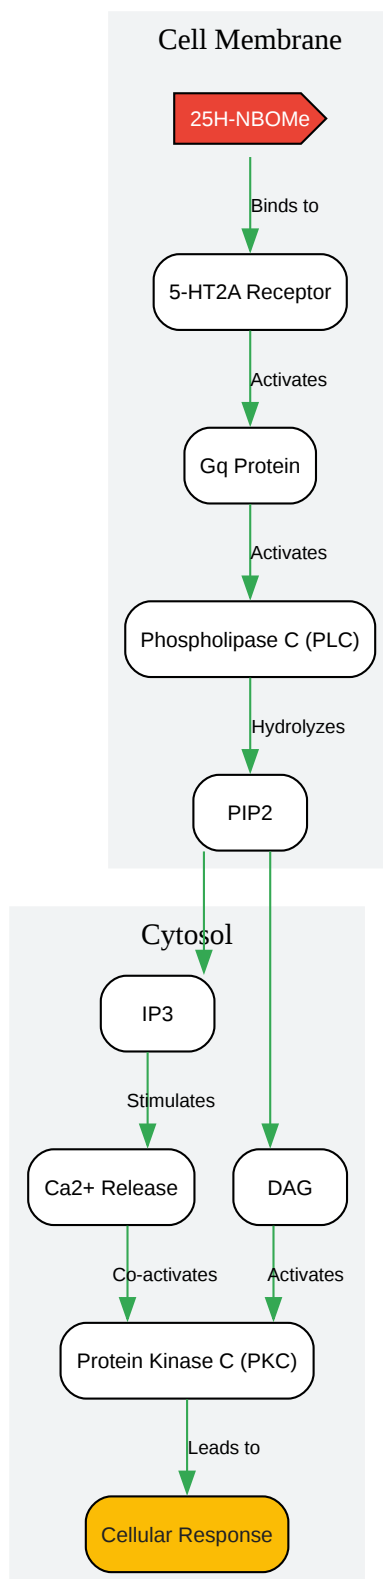 Cell Membrane
25H-NBOMe
Binds to
5-HT2A Receptor
Activates
Gq Protein
Activates
Phospholipase C (PLC)
Hydrolyzes
PIP2
Cytosol
IP3
Stimulates
Ca2+ Release
DAG
Co-activates
Activates
Protein Kinase C (PKC)
Leads to
Cellular Response